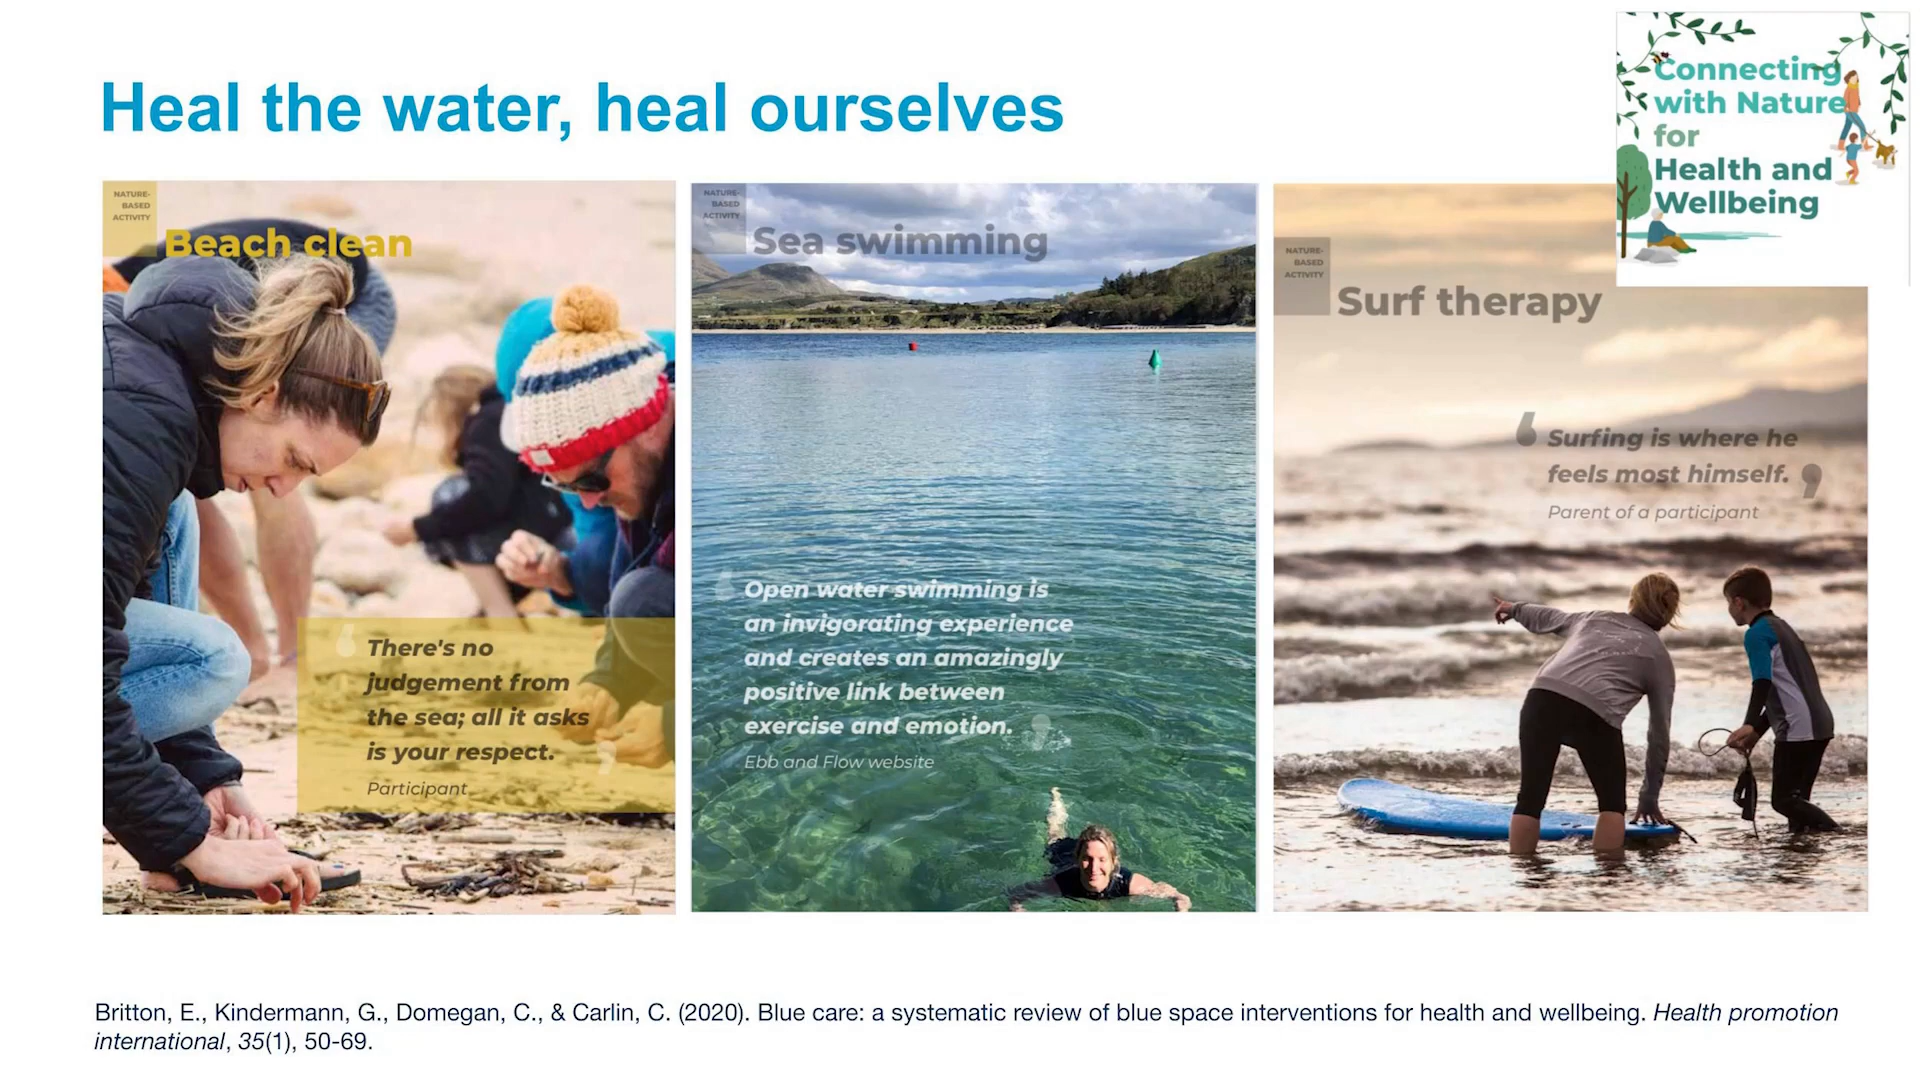 Heal the water, heal ourselves
Connecting
with Nature
for
Health and
Wellbeing
NATURE-
BASED
ACTIVITY
Beach clean
‘There's no
judgement from
the sea; all it asks
is your respect.’
Participant
NATURE-
BASED
ACTIVITY
Sea swimming
‘Open water swimming is
an invigorating experience
and creates an amazingly
positive link between
exercise and emotion.’
Ebb and Flow website
NATURE-
BASED
ACTIVITY
Surf therapy
‘Surfing is where he
feels most himself.’
Parent of a participant
Britton, E., Kindermann, G., Domegan, C., & Carlin, C. (2020). Blue care: a systematic review of blue space interventions for health and wellbeing. Health promotion
international, 35(1), 50-69.